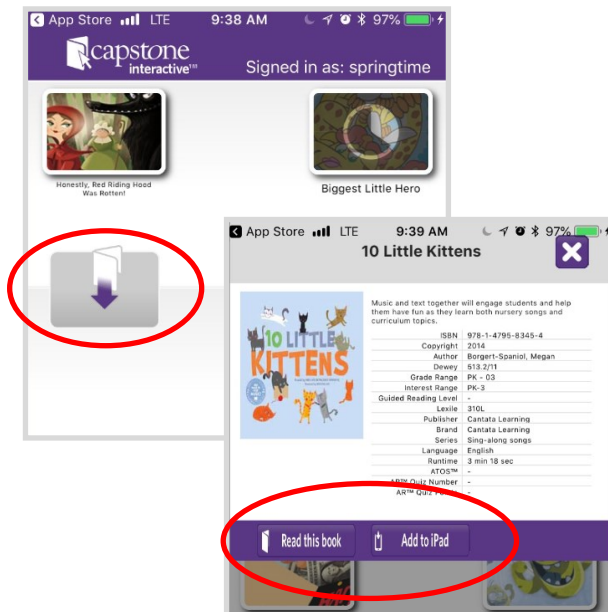 App Store LTE 9:38 AM 97%
capstone
interactive™ Signed in as: springtime
Honestly, Red Riding Hood
Was Rotten!
Biggest Little Hero
App Store LTE 9:39 AM 97%
10 Little Kittens
10 LITTLE
KITTENS
Music and text together will engage students and help
them have fun as they learn both nursery songs and
curriculum topics.
ISBN 978-1-4795-8345-4
Copyright 2014
Author Borgert-Spaniol, Megan
Dewey 513.2/11
Grade Range PK - 03
Interest Range PK-3
Guided Reading Level -
Lexile 310L
Publisher Cantata Learning
Brand Cantata Learning
Series Sing-along songs
Language English
Runtime 3 min 18 sec
ATOS™ -
AR™ Quiz Number -
AR™ Quiz -
Read this book Add to iPad